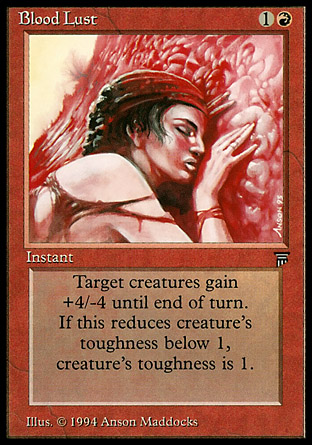 Blood Lust 1
ANSON 93
Instant
Target creatures gain
+4/-4 until end of turn.
If this reduces creature's
toughness below 1,
creature's toughness is 1.
Illus. © 1994 Anson Maddocks